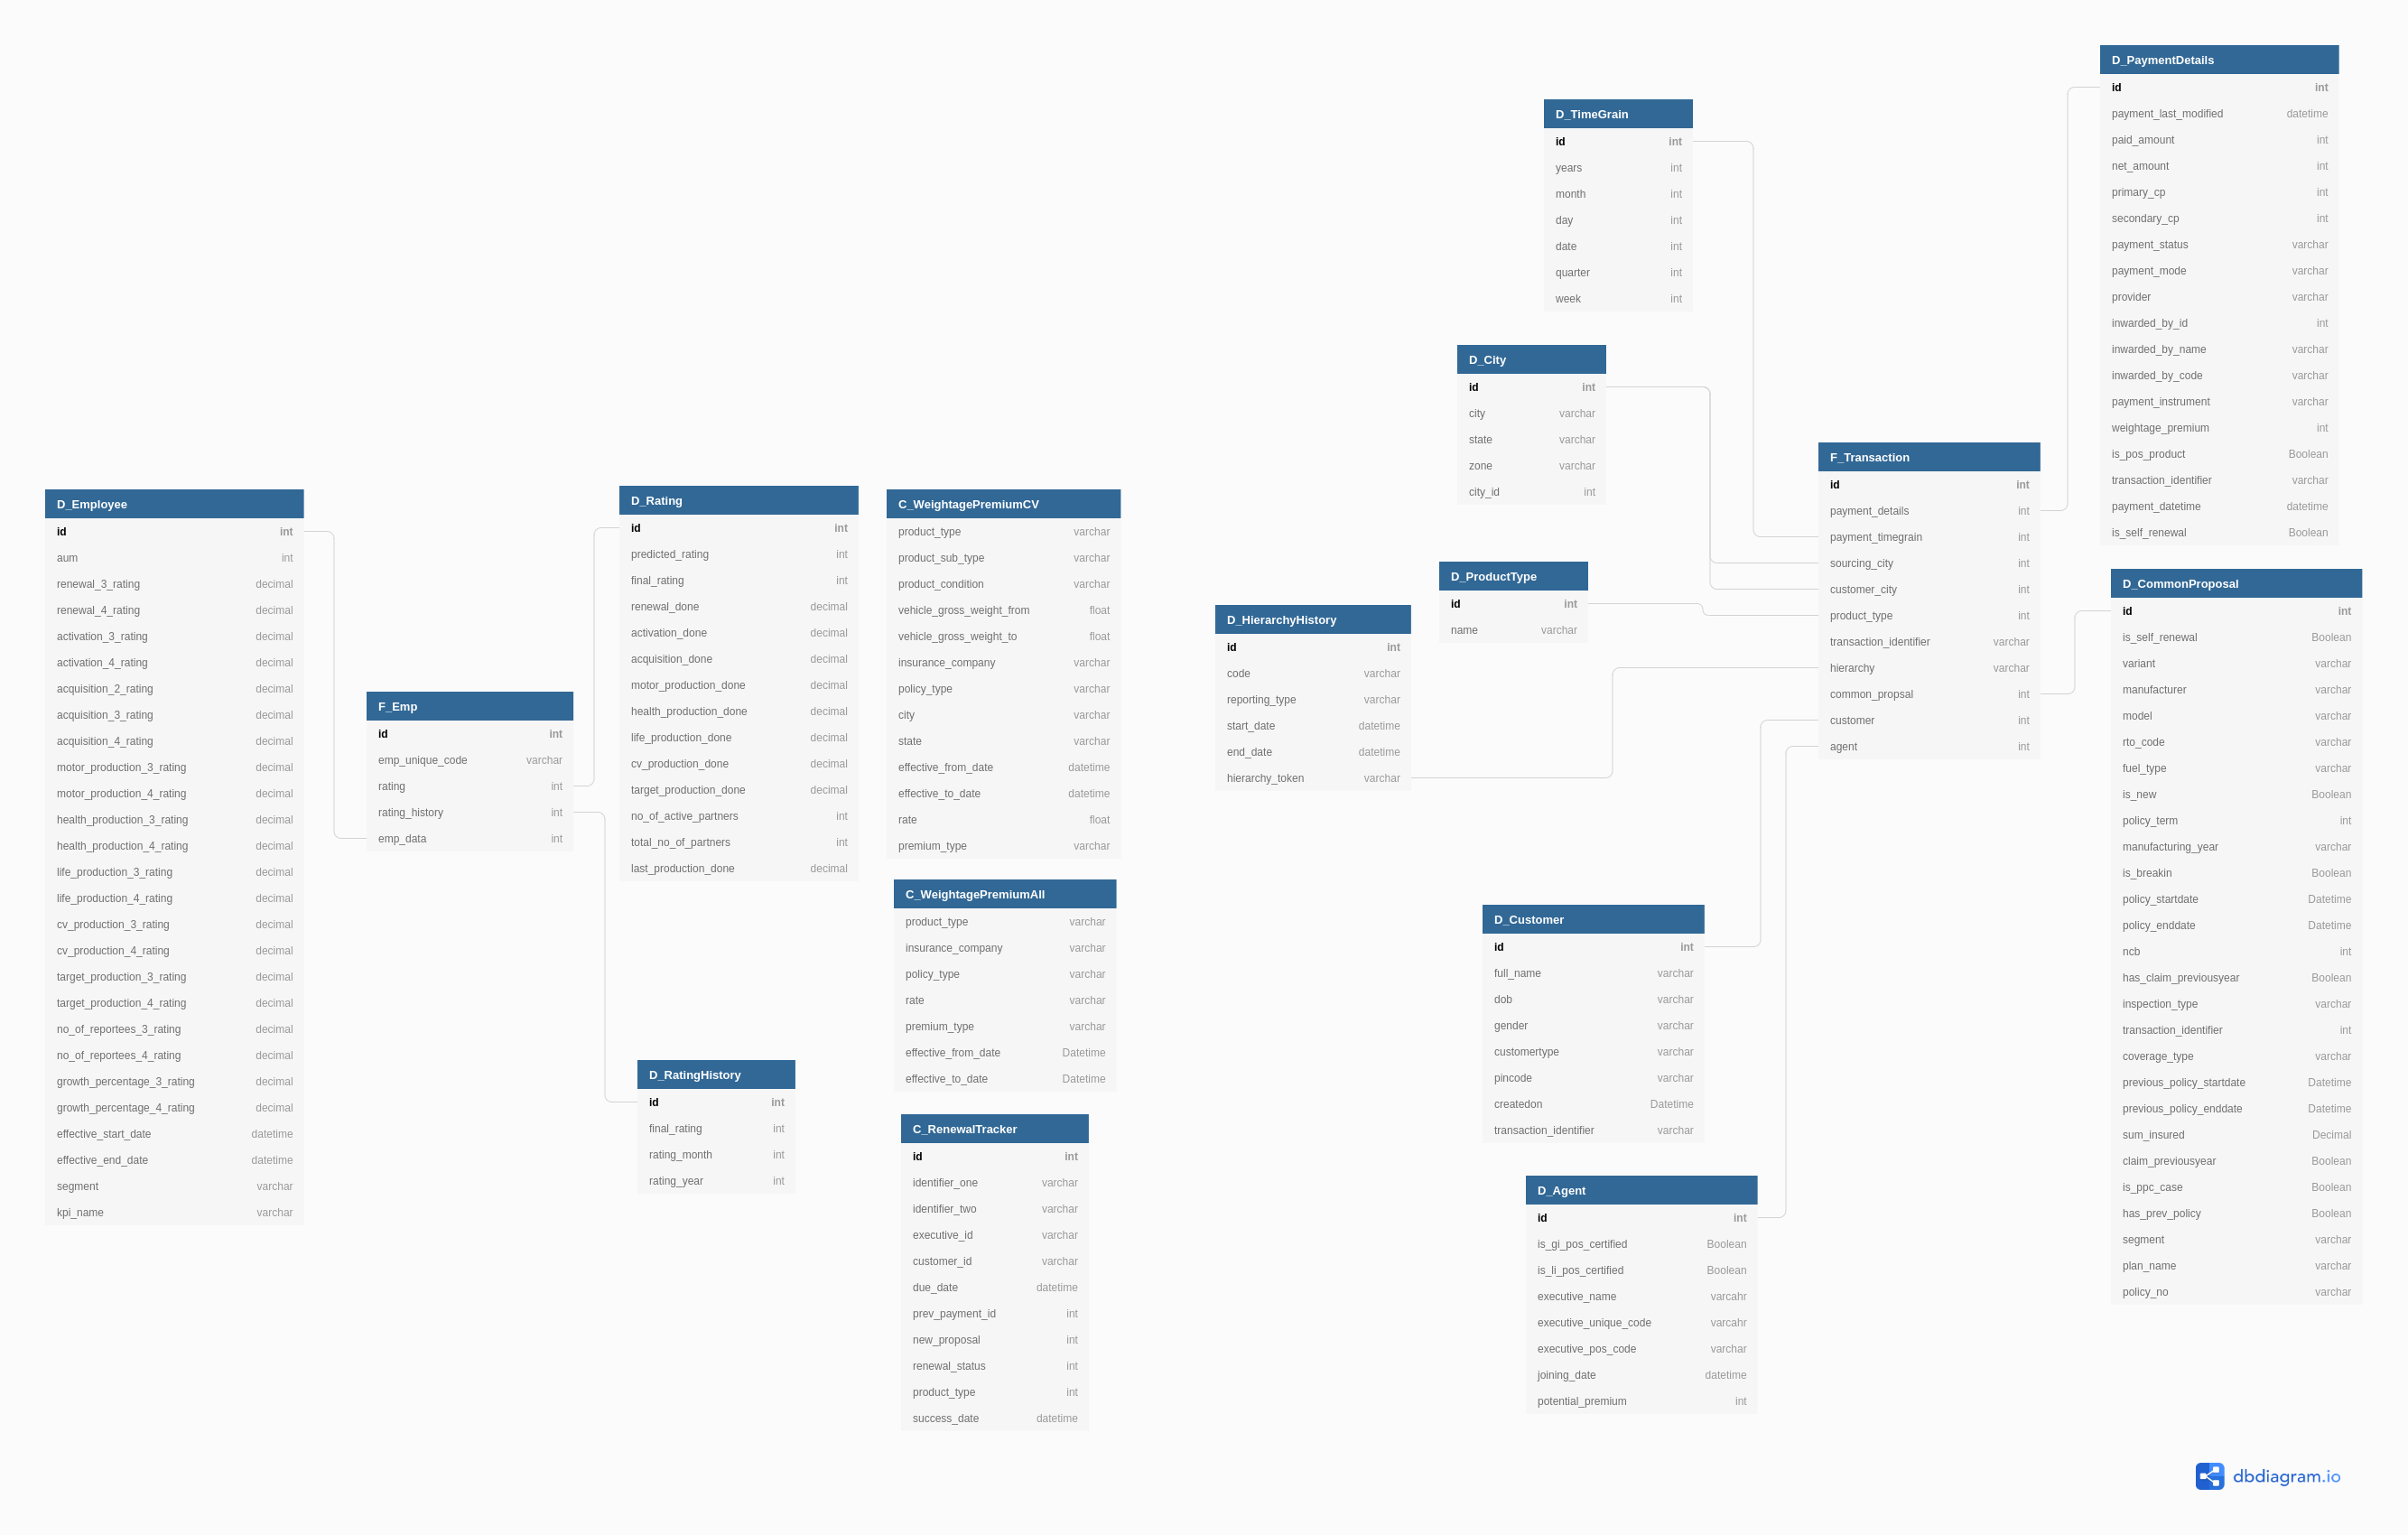 D_Employee
id int
aum int
renewal_3_rating decimal
renewal_4_rating decimal
activation_3_rating decimal
activation_4_rating decimal
acquisition_2_rating decimal
acquisition_3_rating decimal
acquisition_4_rating decimal
motor_production_3_rating decimal
motor_production_4_rating decimal
health_production_3_rating decimal
health_production_4_rating decimal
life_production_3_rating decimal
life_production_4_rating decimal
cv_production_3_rating decimal
cv_production_4_rating decimal
target_production_3_rating decimal
target_production_4_rating decimal
no_of_reportees_3_rating decimal
no_of_reportees_4_rating decimal
growth_percentage_3_rating decimal
growth_percentage_4_rating decimal
effective_start_date datetime
effective_end_date datetime
segment varchar
kpi_name varchar
F_Emp
id int
emp_unique_code varchar
rating int
rating_history int
emp_data int
D_Rating
id int
predicted_rating int
final_rating int
renewal_done decimal
activation_done decimal
acquisition_done decimal
motor_production_done decimal
health_production_done decimal
life_production_done decimal
cv_production_done decimal
target_production_done decimal
no_of_active_partners int
total_no_of_partners int
last_production_done decimal
D_RatingHistory
id int
final_rating int
rating_month int
rating_year int
C_WeightagePremiumCV
product_type varchar
product_sub_type varchar
product_condition varchar
vehicle_gross_weight_from float
vehicle_gross_weight_to float
insurance_company varchar
policy_type varchar
city varchar
state varchar
effective_from_date datetime
effective_to_date datetime
rate float
premium_type varchar
C_WeightagePremiumAll
product_type varchar
insurance_company varchar
policy_type varchar
rate varchar
premium_type varchar
effective_from_date Datetime
effective_to_date Datetime
C_RenewalTracker
id int
identifier_one varchar
identifier_two varchar
executive_id varchar
customer_id varchar
due_date datetime
prev_payment_id int
new_proposal int
renewal_status int
product_type int
success_date datetime
D_HierarchyHistory
id int
code varchar
reporting_type varchar
start_date datetime
end_date datetime
hierarchy_token varchar
D_TimeGrain
id int
years int
month int
day int
date int
quarter int
week int
D_City
id int
city varchar
state varchar
zone varchar
city_id int
D_ProductType
id int
name varchar
D_Customer
id int
full_name varchar
dob varchar
gender varchar
customertype varchar
pincode varchar
createdon Datetime
transaction_identifier varchar
D_Agent
id int
is_gi_pos_certified Boolean
is_li_pos_certified Boolean
executive_name varcahr
executive_unique_code varcahr
executive_pos_code varchar
joining_date datetime
potential_premium int
F_Transaction
id int
payment_details int
payment_timegrain int
sourcing_city int
customer_city int
product_type int
transaction_identifier varchar
hierarchy varchar
common_propsal int
customer int
agent int
D_PaymentDetails
id int
payment_last_modified datetime
paid_amount int
net_amount int
primary_cp int
secondary_cp int
payment_status varchar
payment_mode varchar
provider varchar
inwarded_by_id int
inwarded_by_name varchar
inwarded_by_code varchar
payment_instrument varchar
weightage_premium int
is_pos_product Boolean
transaction_identifier varchar
payment_datetime datetime
is_self_renewal Boolean
D_CommonProposal
id int
is_self_renewal Boolean
variant varchar
manufacturer varchar
model varchar
rto_code varchar
fuel_type varchar
is_new Boolean
policy_term int
manufacturing_year varchar
is_breakin Boolean
policy_startdate Datetime
policy_enddate Datetime
ncb int
has_claim_previousyear Boolean
inspection_type varchar
transaction_identifier int
coverage_type varchar
previous_policy_startdate Datetime
previous_policy_enddate Datetime
sum_insured Decimal
claim_previousyear Boolean
is_ppc_case Boolean
has_prev_policy Boolean
segment varchar
plan_name varchar
policy_no varchar
dbdiagram.io